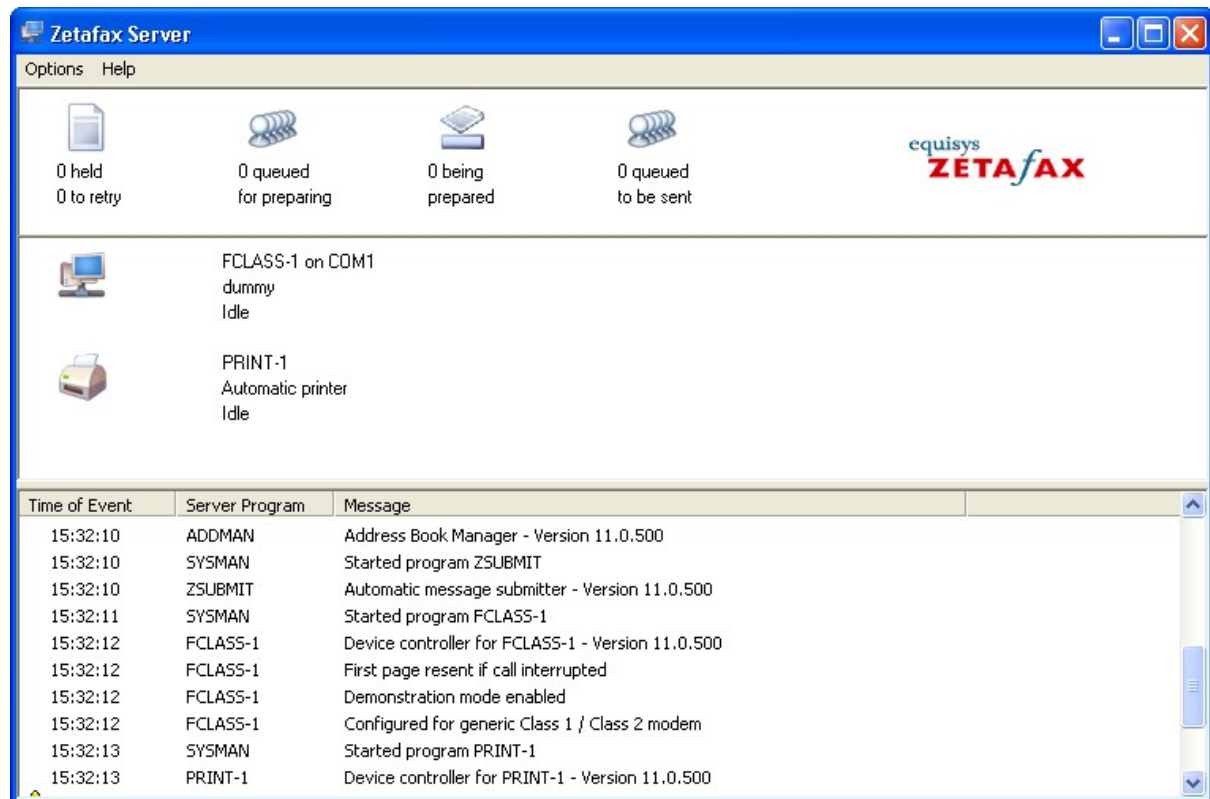 Zetafax Server
Options Help
0 held
0 to retry
0 queued
for preparing
0 being
prepared
0 queued
to be sent
equisys
ZETAfAX
FCLASS-1 on COM1
dummy
Idle
PRINT-1
Automatic printer
Idle
Time of Event Server Program Message
15:32:10 ADDMAN Address Book Manager - Version 11.0.500
15:32:10 SYSMAN Started program ZSUBMIT
15:32:10 ZSUBMIT Automatic message submitter - Version 11.0.500
15:32:11 SYSMAN Started program FCLASS-1
15:32:12 FCLASS-1 Device controller for FCLASS-1 - Version 11.0.500
15:32:12 FCLASS-1 First page resent if call interrupted
15:32:12 FCLASS-1 Demonstration mode enabled
15:32:12 FCLASS-1 Configured for generic Class 1 / Class 2 modem
15:32:13 SYSMAN Started program PRINT-1
15:32:13 PRINT-1 Device controller for PRINT-1 - Version 11.0.500